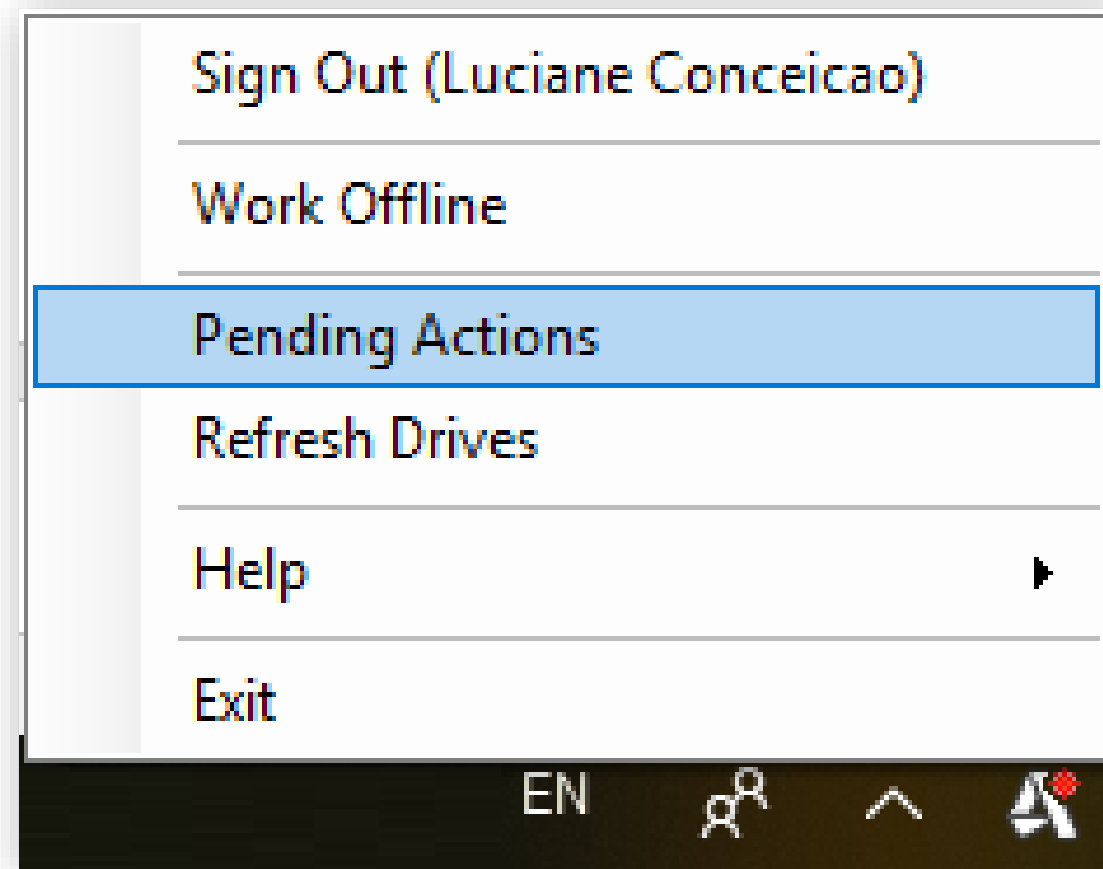 Sign Out (Luciane Conceicao)
Work Offline
Pending Actions
Refresh Drives
Help
Exit
EN